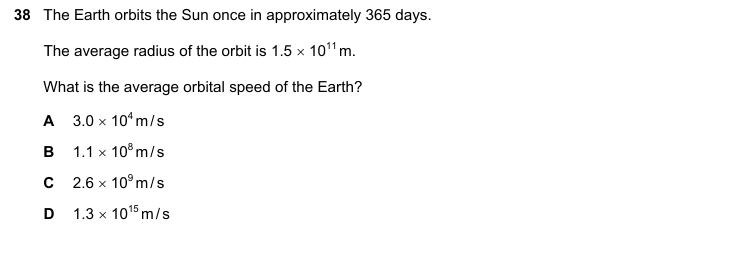 38 The Earth orbits the Sun once in approximately 365 days.
The average radius of the orbit is 1.5 × 10¹¹ m.
What is the average orbital speed of the Earth?
A 3.0 × 10⁴ m/s
B 1.1 × 10⁸ m/s
C 2.6 × 10⁹ m/s
D 1.3 × 10¹⁵ m/s